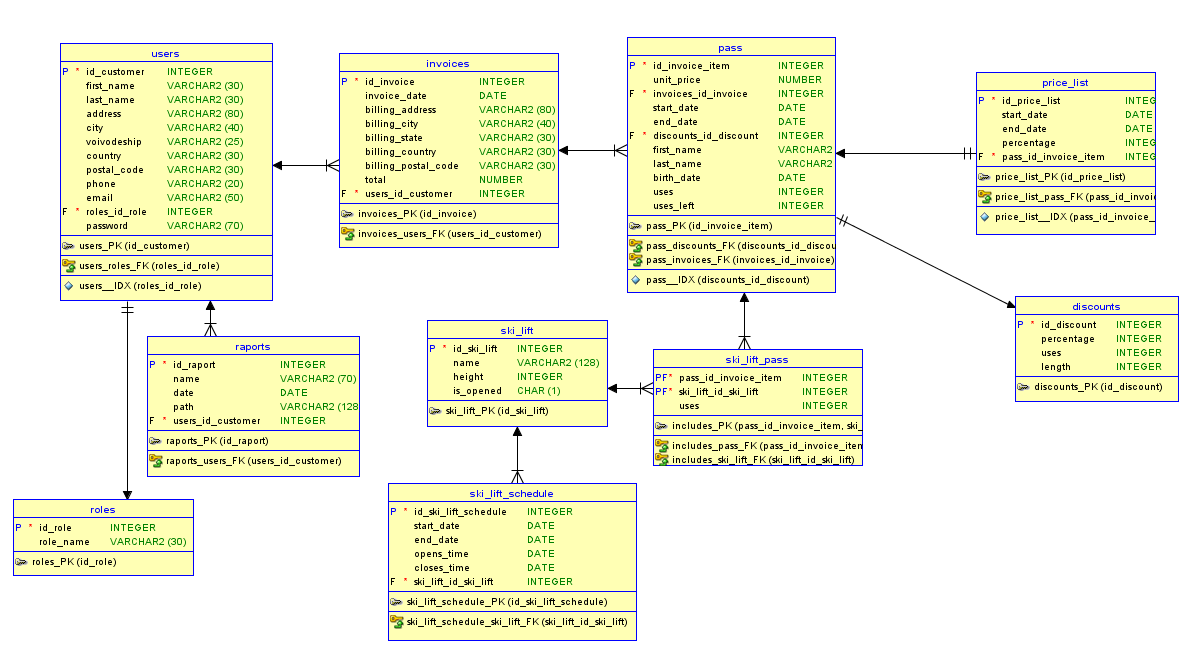 users
P * id_customer INTEGER
first_name VARCHAR2 (30)
last_name VARCHAR2 (30)
address VARCHAR2 (80)
city VARCHAR2 (40)
voivodeship VARCHAR2 (25)
country VARCHAR2 (30)
postal_code VARCHAR2 (30)
phone VARCHAR2 (20)
email VARCHAR2 (50)
F * roles_id_role INTEGER
password VARCHAR2 (70)
users_PK (id_customer)
users_roles_FK (roles_id_role)
users__IDX (roles_id_role)
invoices
P * id_invoice INTEGER
invoice_date DATE
billing_address VARCHAR2 (80)
billing_city VARCHAR2 (40)
billing_state VARCHAR2 (30)
billing_country VARCHAR2 (30)
billing_postal_code VARCHAR2 (30)
total NUMBER
F * users_id_customer INTEGER
invoices_PK (id_invoice)
invoices_users_FK (users_id_customer)
pass
P * id_invoice_item INTEGER
unit_price NUMBER
F * invoices_id_invoice INTEGER
start_date DATE
end_date DATE
F * discounts_id_discount INTEGER
first_name VARCHAR2
last_name VARCHAR2
birth_date DATE
uses INTEGER
uses_left INTEGER
pass_PK (id_invoice_item)
pass_discounts_FK (discounts_id_discou
pass_invoices_FK (invoices_id_invoice)
pass__IDX (discounts_id_discount)
price_list
P * id_price_list INTEG
start_date DATE
end_date DATE
percentage INTEG
F * pass_id_invoice_item INTEG
price_list_PK (id_price_list)
price_list_pass_FK (pass_id_invoi
price_list__IDX (pass_id_invoice_
raports
P * id_raport INTEGER
name VARCHAR2 (70)
date DATE
path VARCHAR2 (128
F * users_id_customer INTEGER
raports_PK (id_raport)
raports_users_FK (users_id_customer)
ski_lift
P * id_ski_lift INTEGER
name VARCHAR2 (128)
height INTEGER
is_opened CHAR (1)
ski_lift_PK (id_ski_lift)
ski_lift_pass
PF* pass_id_invoice_item INTEGER
PF* ski_lift_id_ski_lift INTEGER
uses INTEGER
includes_PK (pass_id_invoice_item, ski_
includes_pass_FK (pass_id_invoice_iten
includes_ski_lift_FK (ski_lift_id_ski_lift)
discounts
P * id_discount INTEGER
percentage INTEGER
uses INTEGER
length INTEGER
discounts_PK (id_discount)
roles
P * id_role INTEGER
role_name VARCHAR2 (30)
roles_PK (id_role)
ski_lift_schedule
P * id_ski_lift_schedule INTEGER
start_date DATE
end_date DATE
opens_time DATE
closes_time DATE
F * ski_lift_id_ski_lift INTEGER
ski_lift_schedule_PK (id_ski_lift_schedule)
ski_lift_schedule_ski_lift_FK (ski_lift_id_ski_lift)